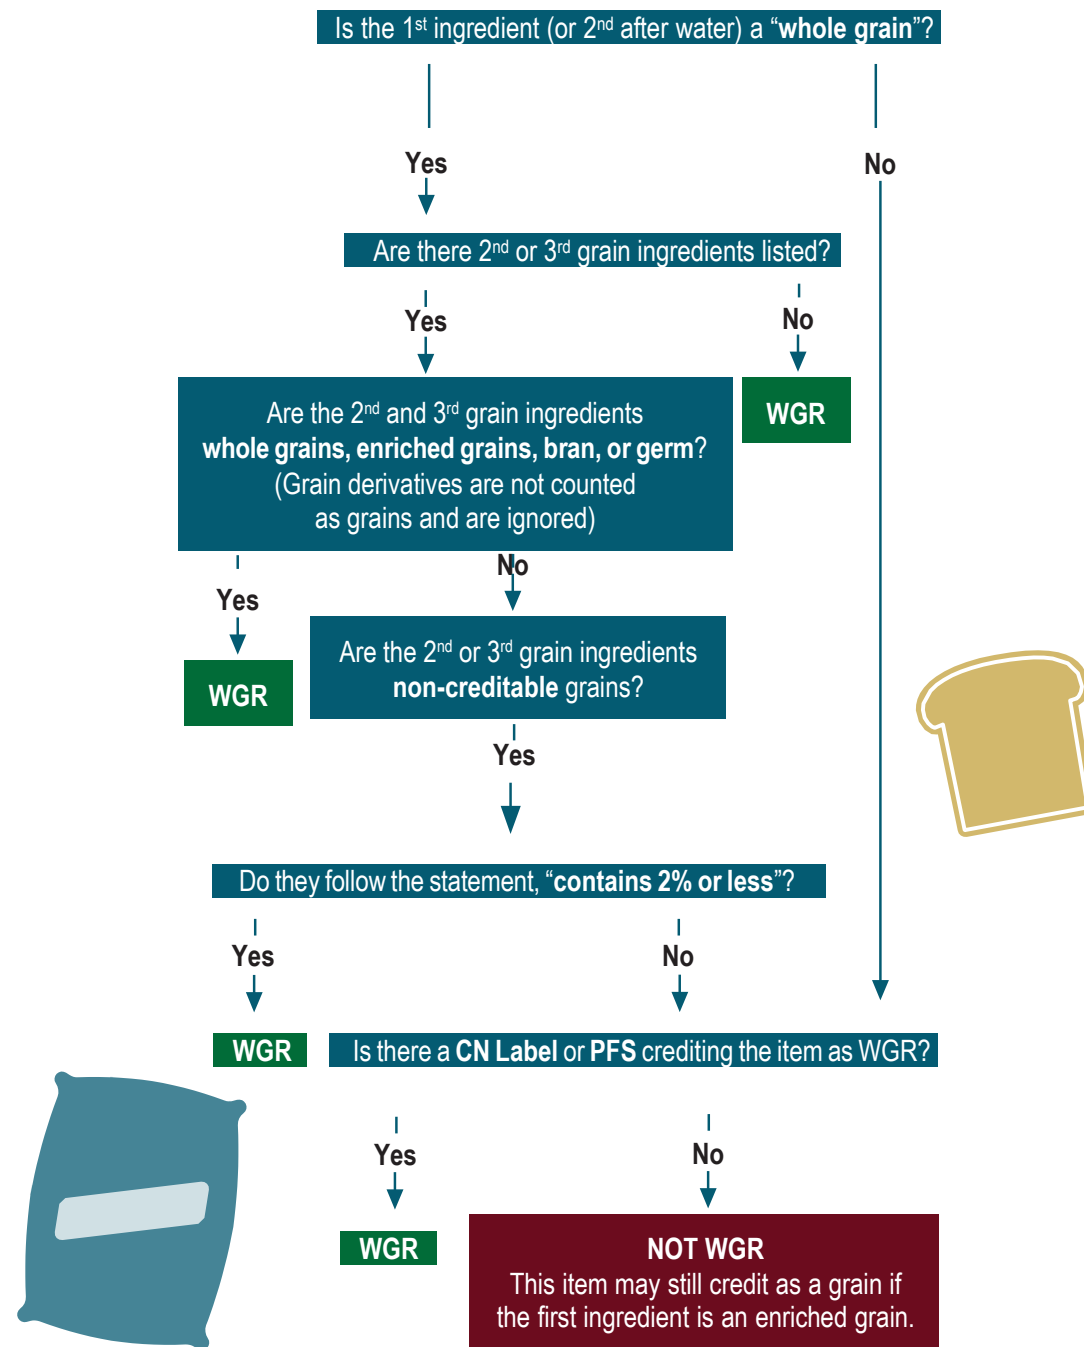 Is the 1st ingredient (or 2nd after water) a “whole grain”?
Yes
No
Are there 2nd or 3rd grain ingredients listed?
Yes
No
Are the 2nd and 3rd grain ingredients
whole grains, enriched grains, bran, or germ?
(Grain derivatives are not counted
as grains and are ignored)
WGR
No
Yes
Are the 2nd or 3rd grain ingredients
non-creditable grains?
WGR
Yes
Do they follow the statement, “contains 2% or less”?
Yes
No
WGR
Is there a CN Label or PFS crediting the item as WGR?
Yes
No
WGR
NOT WGR
This item may still credit as a grain if
the first ingredient is an enriched grain.